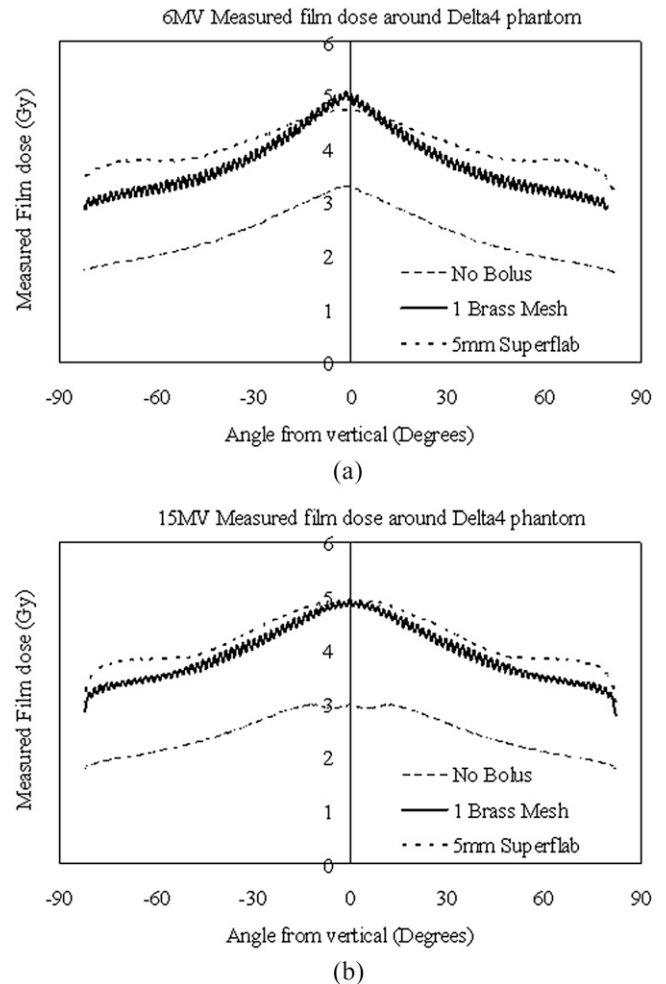 6MV Measured film dose around Delta4 phantom
6
5
4
3
2
1
0
Measured Film dose (Gy)
No Bolus
1 Brass Mesh
5mm Superflab
-90 -60 -30 0 30 60 90
Angle from vertical (Degrees)
(a)
15MV Measured film dose around Delta4 phantom
6
5
4
3
2
1
0
Measured Film dose (Gy)
No Bolus
1 Brass Mesh
5mm Superflab
-90 -60 -30 0 30 60 90
Angle from vertical (Degrees)
(b)